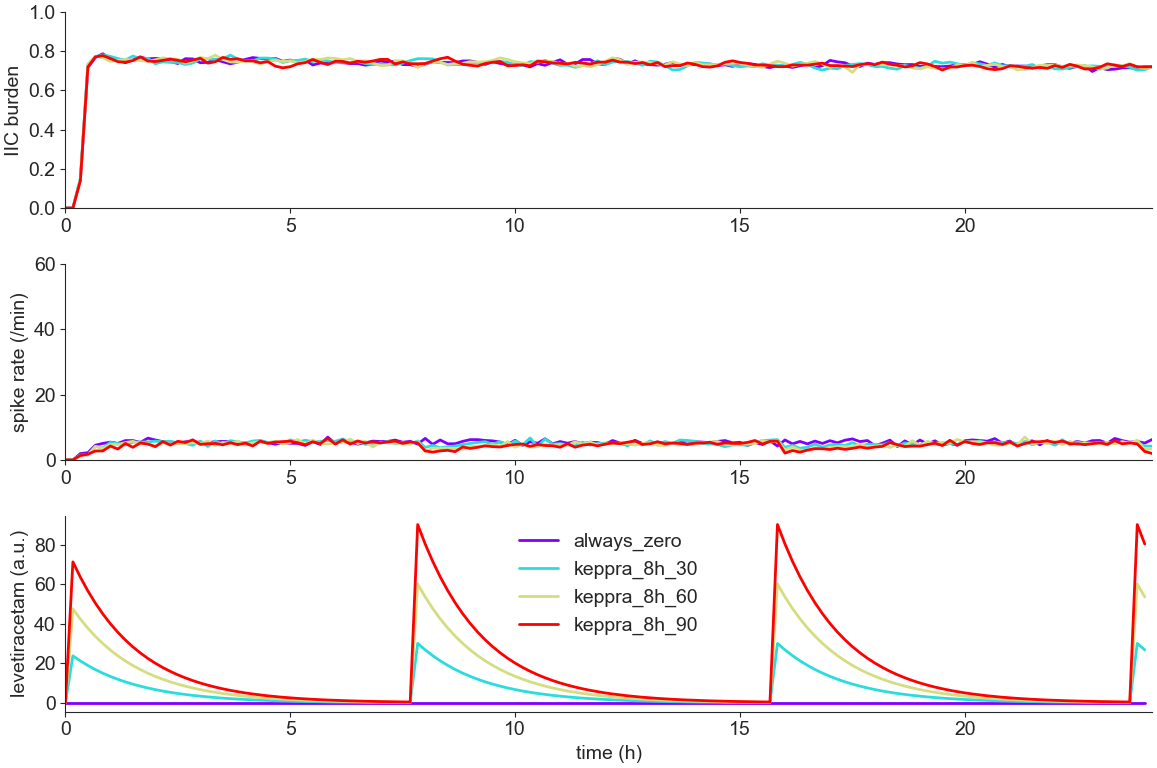 1.0
0.8
0.6
0.4
0.2
0.0
IIC burden
0 5 10 15 20
60
40
20
0
spike rate (/min)
0 5 10 15 20
80
60
40
20
0
levetiracetam (a.u.)
always_zero
keppra_8h_30
keppra_8h_60
keppra_8h_90
0 5 10 15 20
time (h)